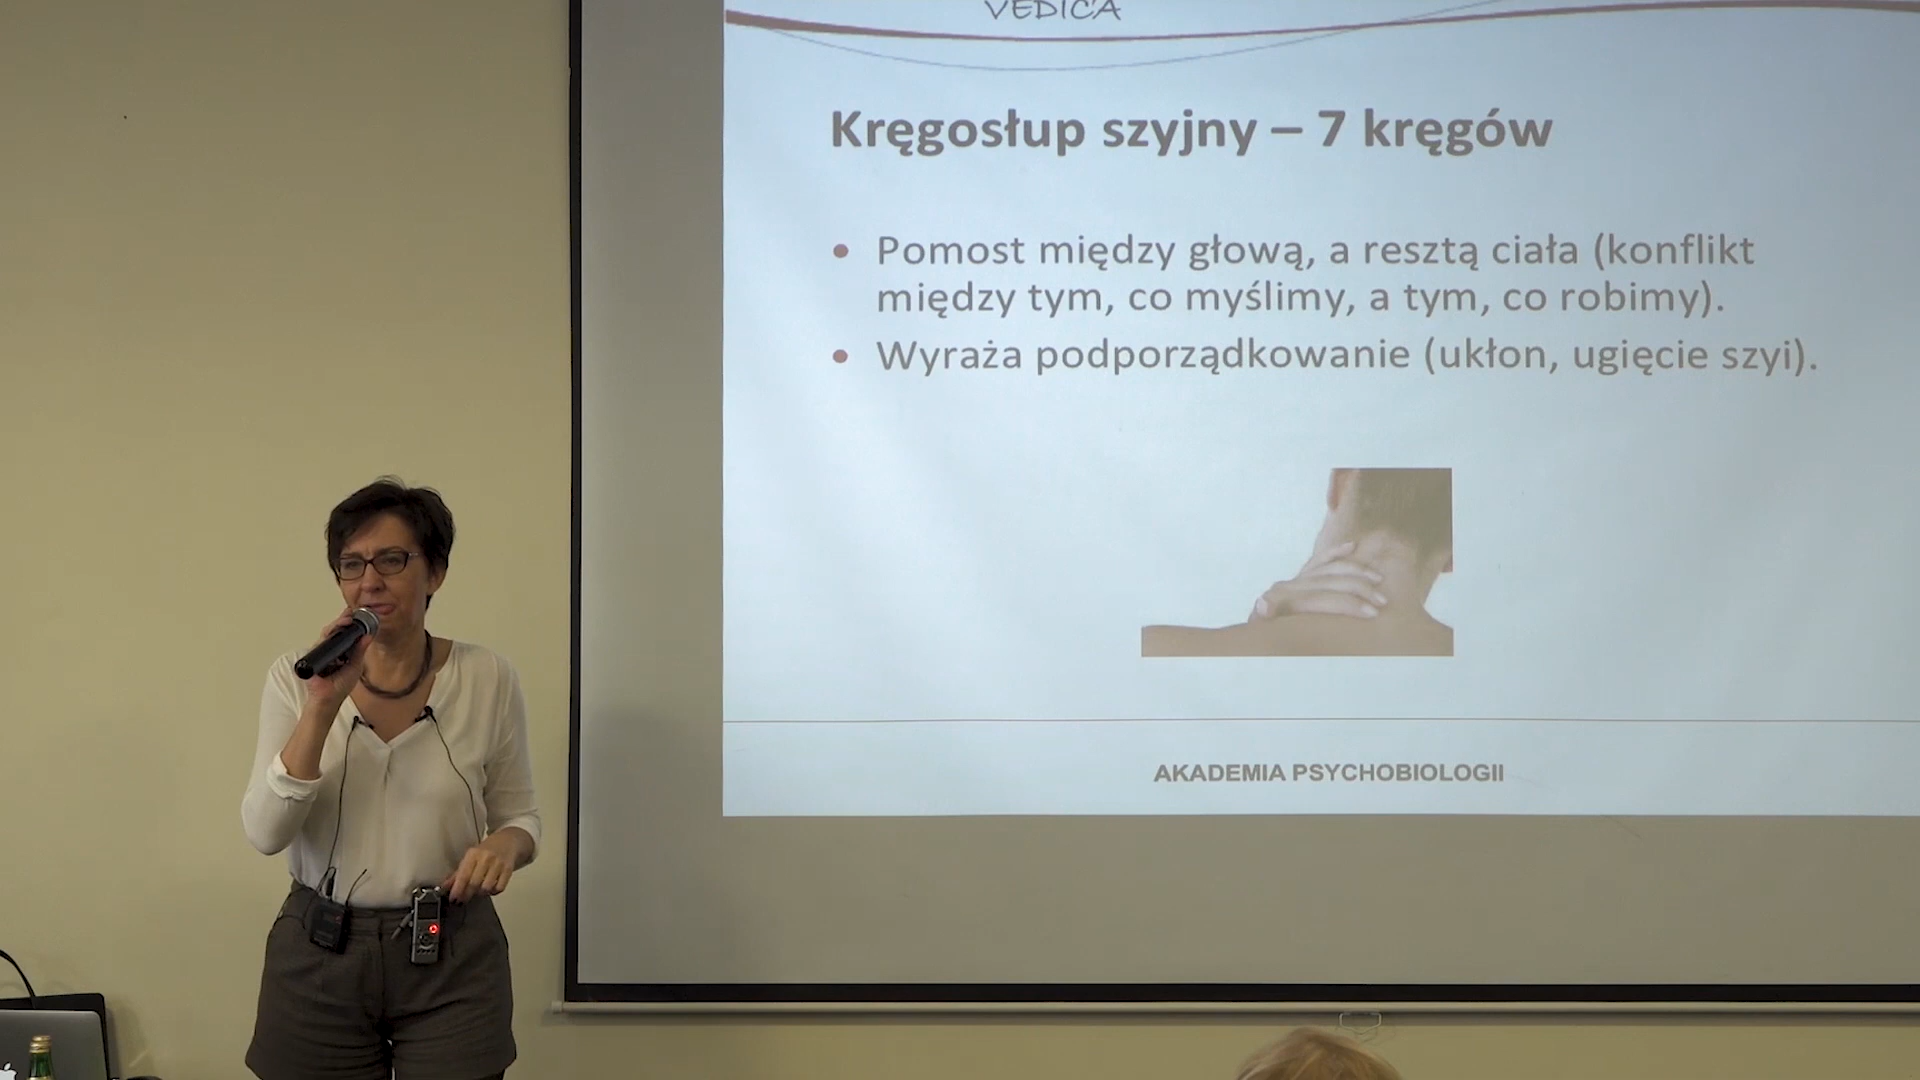 VEDICA
Kręgosłup szyjny – 7 kręgów
• Pomost między głową, a resztą ciała (konflikt
między tym, co myślimy, a tym, co robimy).
• Wyraża podporządkowanie (ukłon, ugięcie szyi).
AKADEMIA PSYCHOBIOLOGII